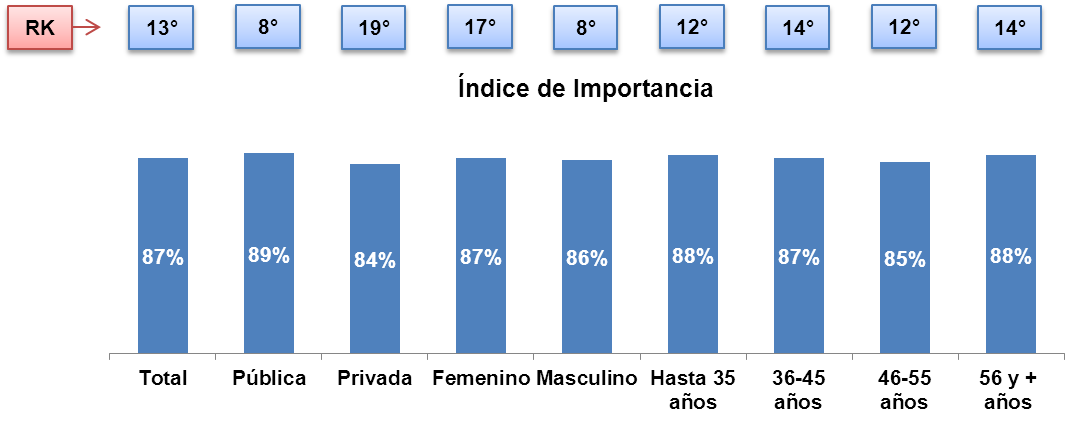 RK 13° 8° 19° 17° 8° 12° 14° 12° 14°
Índice de Importancia
87% 89% 84% 87% 86% 88% 87% 85% 88%
Total Pública Privada Femenino Masculino Hasta 35 años 36-45 años 46-55 años 56 y + años